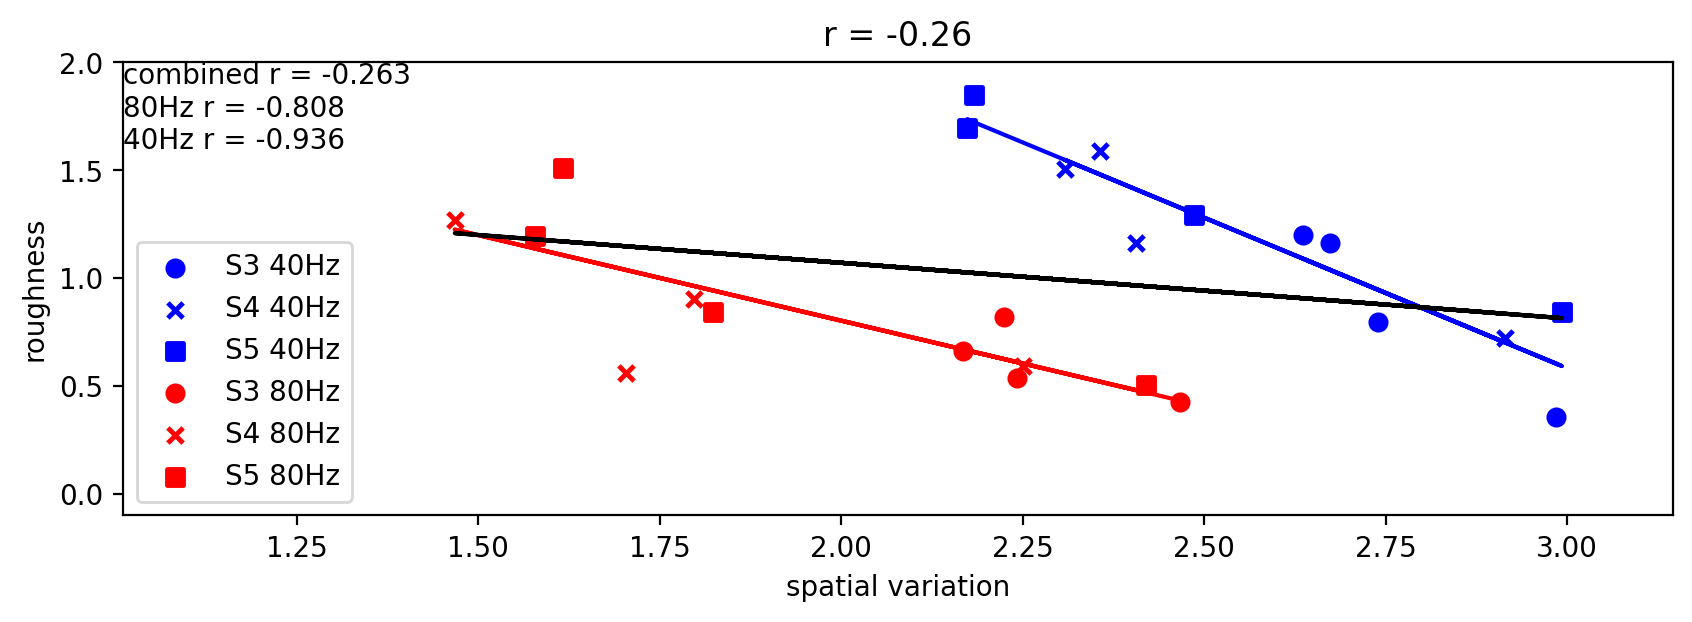 r = -0.26
combined r = -0.263
80Hz r = -0.808
40Hz r = -0.936
2.0
1.5
1.0
0.5
0.0
roughness
S3 40Hz
S4 40Hz
S5 40Hz
S3 80Hz
S4 80Hz
S5 80Hz
1.25 1.50 1.75 2.00 2.25 2.50 2.75 3.00
spatial variation